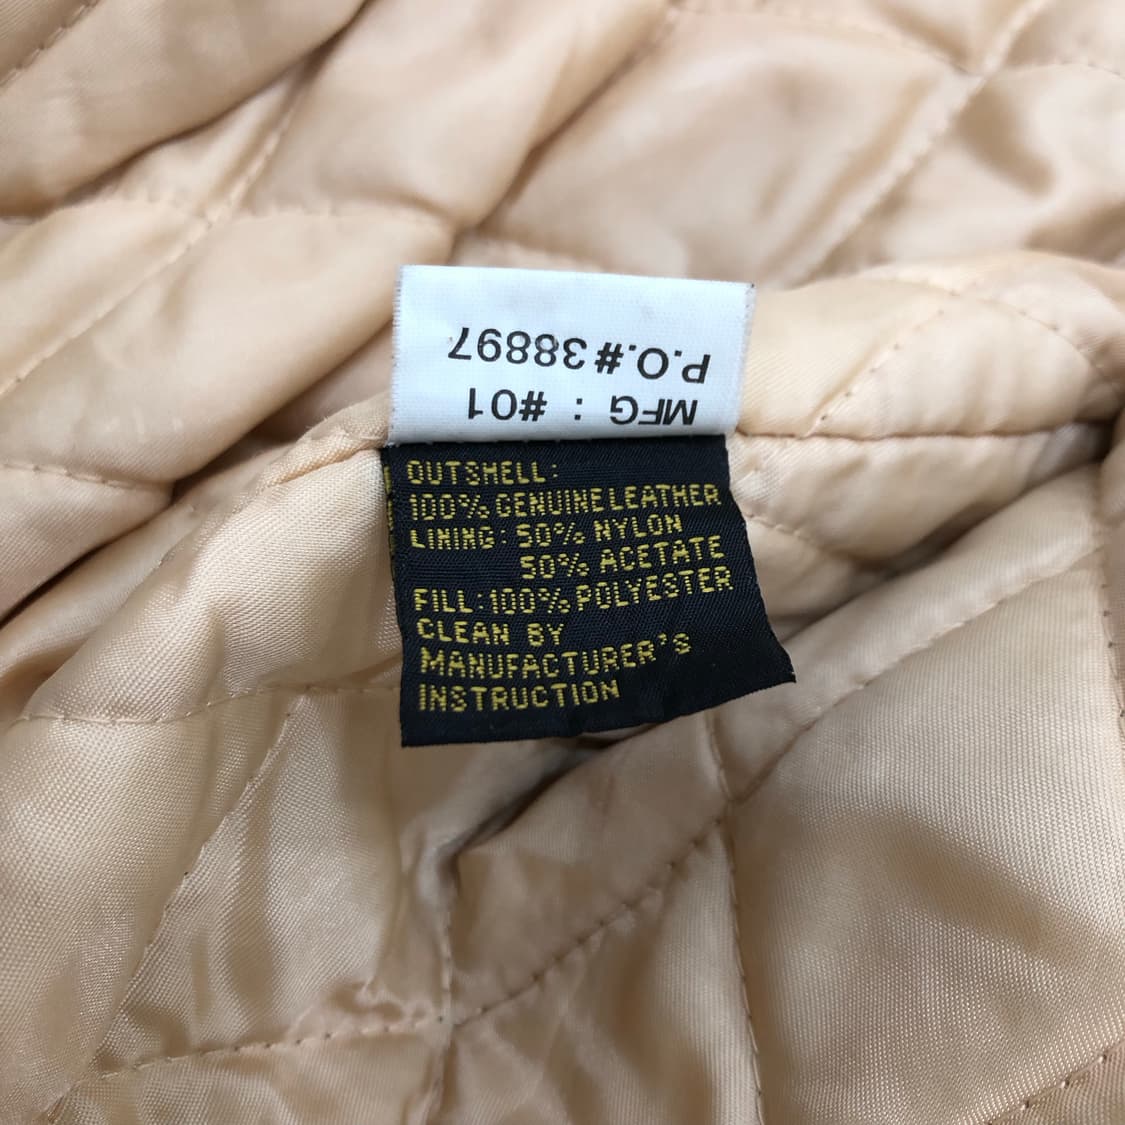 MFG : #01
P.O.#38897
OUTSHELL:
100% GENUINE LEATHER
LINING: 50% NYLON
50% ACETATE
FILL:100% POLYESTER
CLEAN BY
MANUFACTURER'S
INSTRUCTION